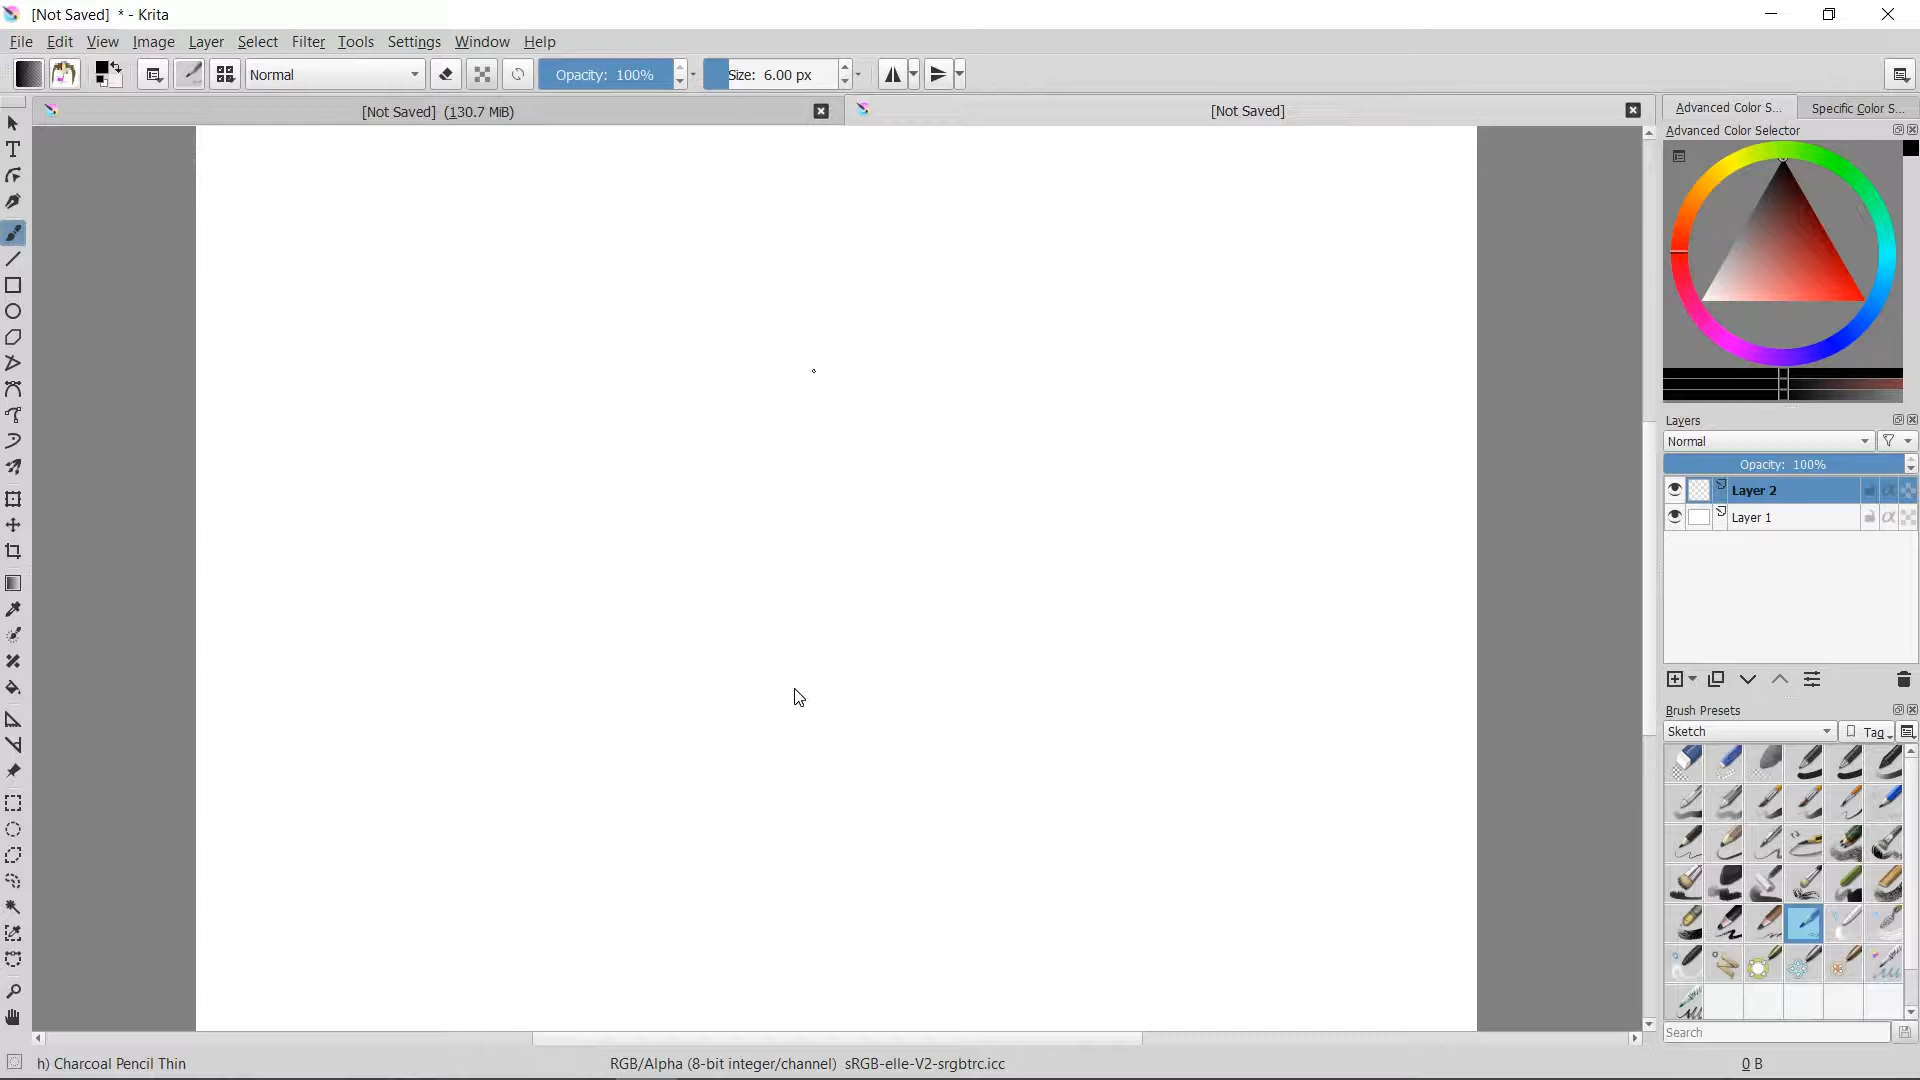 [Not Saved]  * - Krita
File Edit View Image Layer Select Filter Tools Settings Window Help
Normal
Opacity: 100%
Size: 6.00 px
[Not Saved]  (130.7 MiB)
[Not Saved]
Advanced Color S...
Specific Color S...
Advanced Color Selector
Layers
Normal
Opacity: 100%
Layer 2
Layer 1
Brush Presets
Sketch
Tag
Search
h) Charcoal Pencil Thin
RGB/Alpha (8-bit integer/channel)  sRGB-elle-V2-srgbtrc.icc
0 B